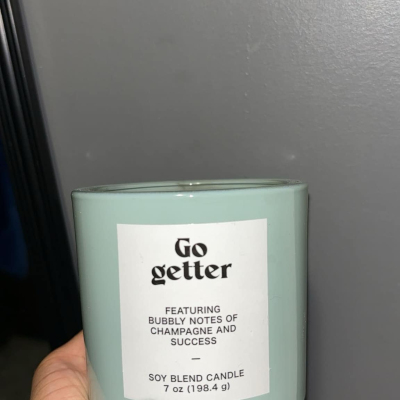 Go
getter
FEATURING
BUBBLY NOTES OF
CHAMPAGNE AND
SUCCESS
—
SOY BLEND CANDLE
7 oz (198.4 g)